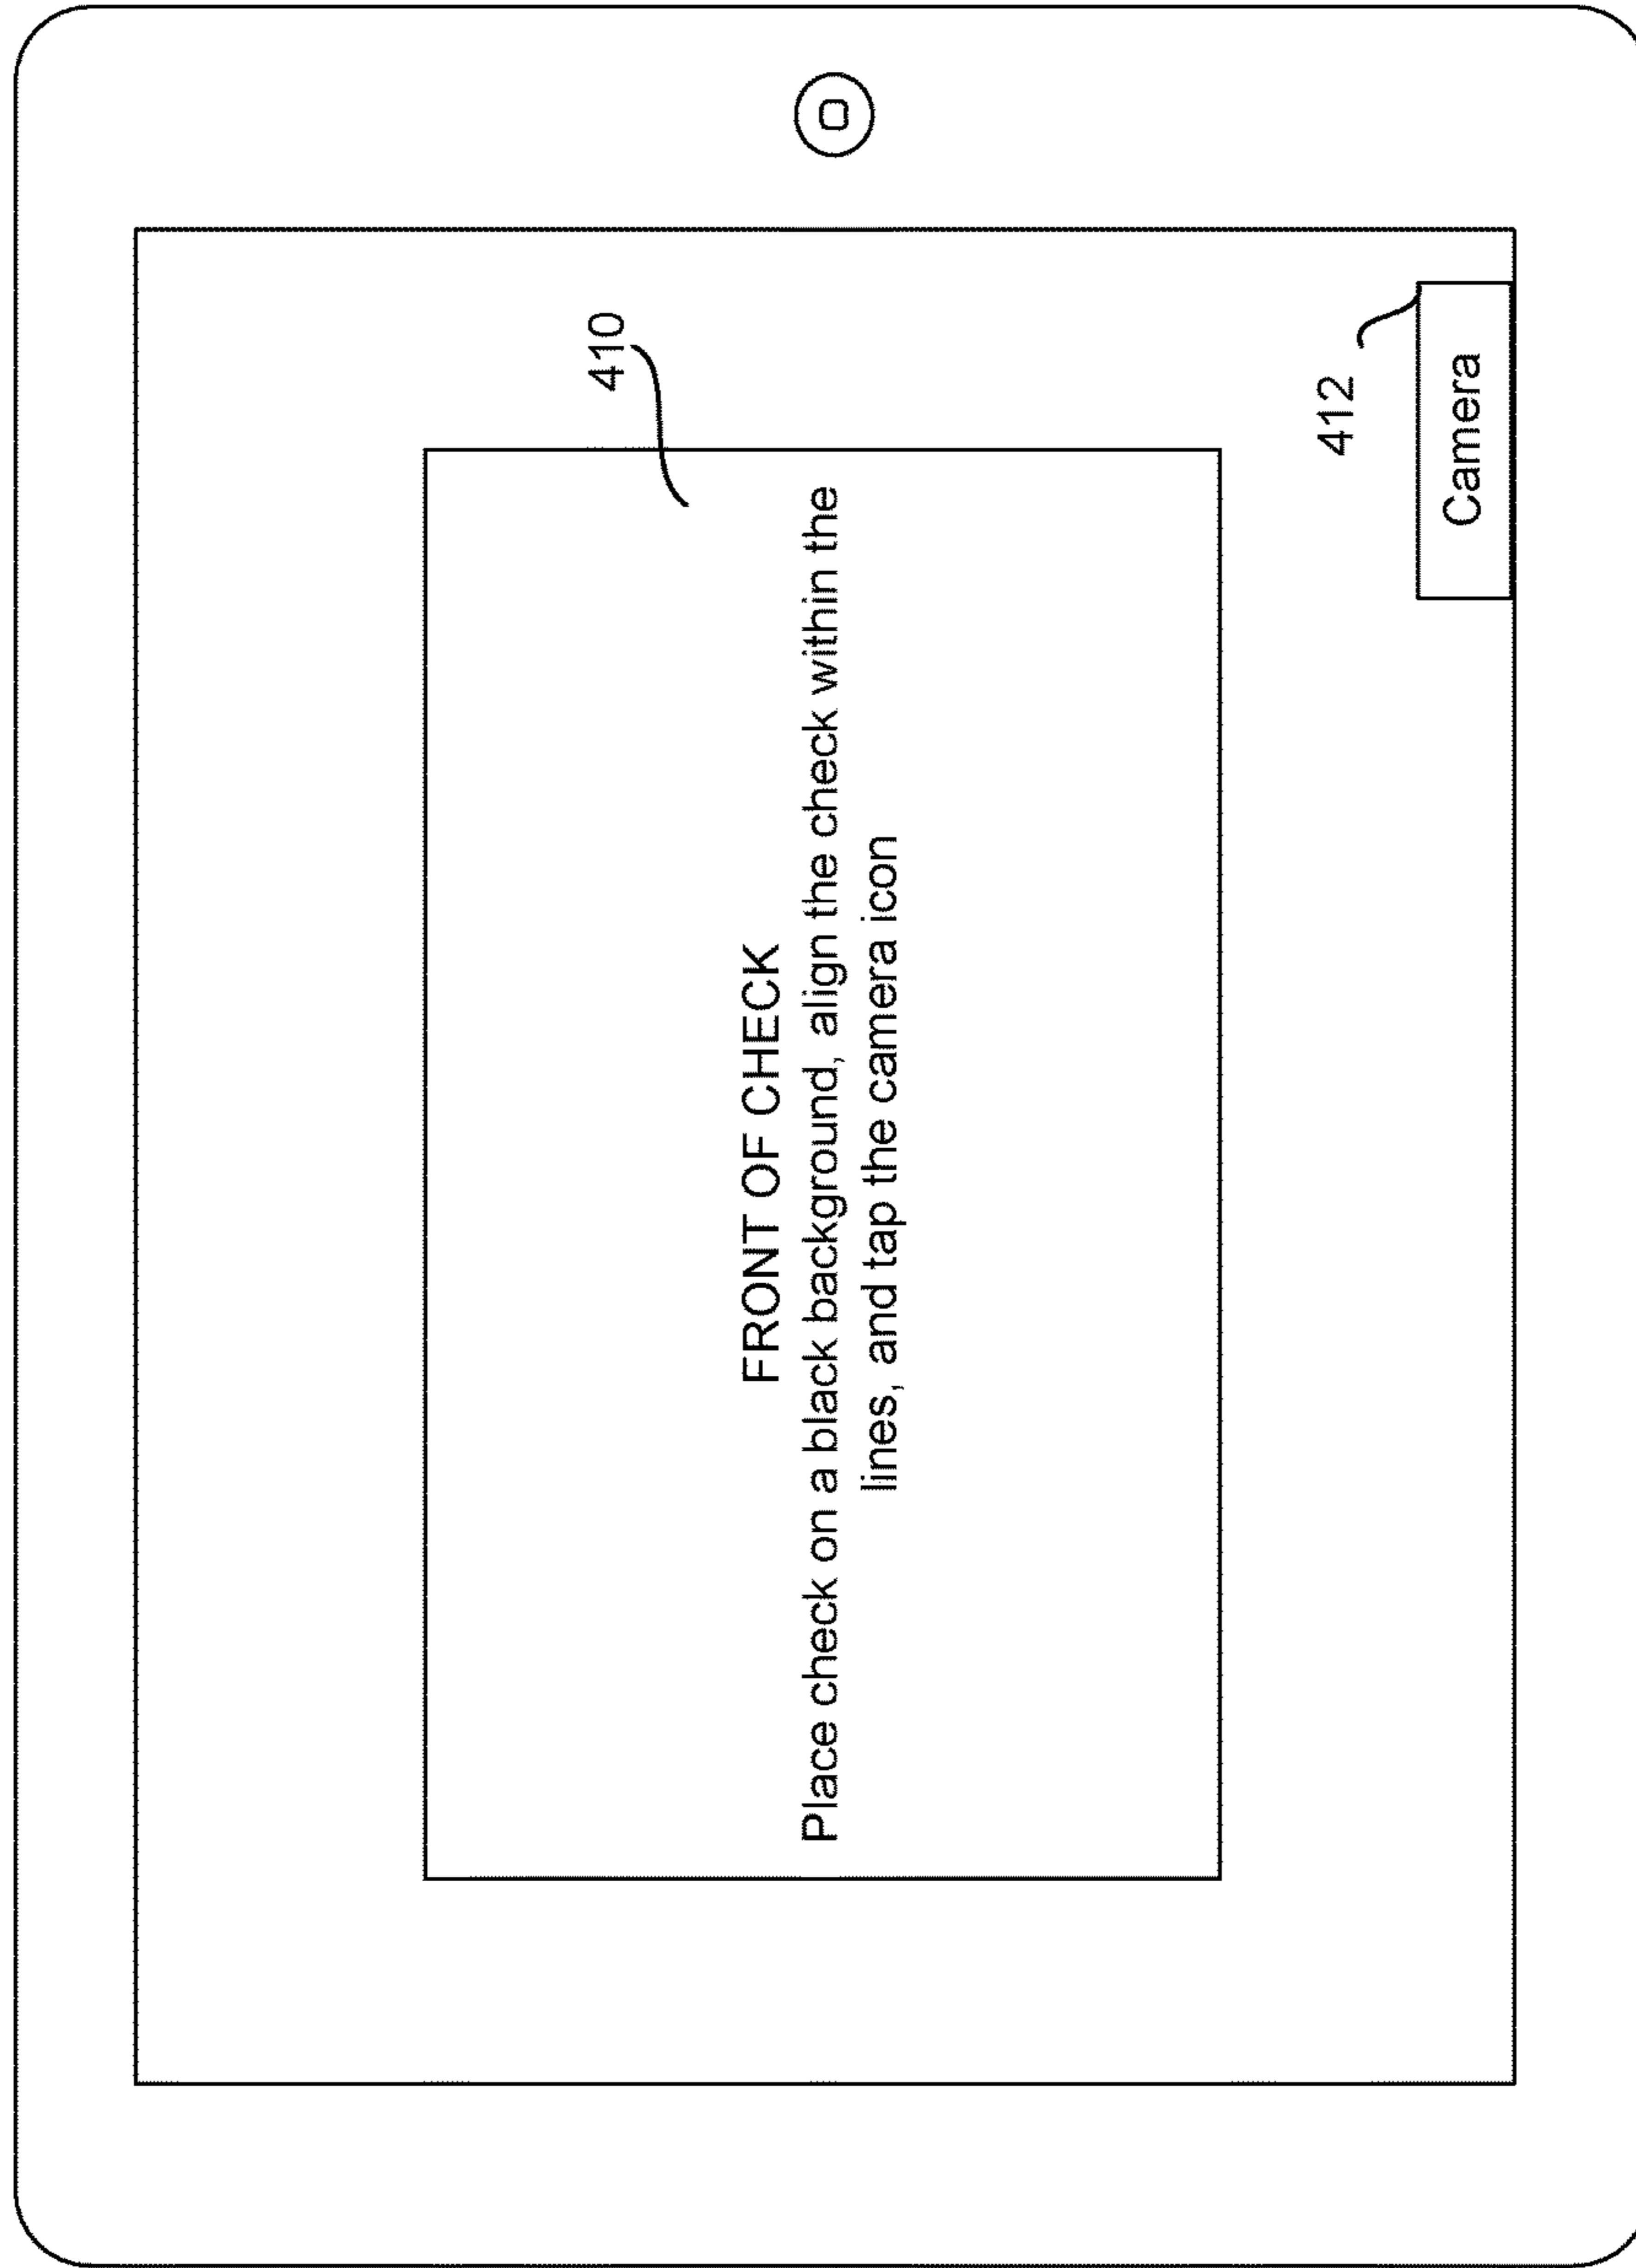 410
FRONT OF CHECK
Place check on a black background, align the check within the
lines, and tap the camera icon
412
Camera